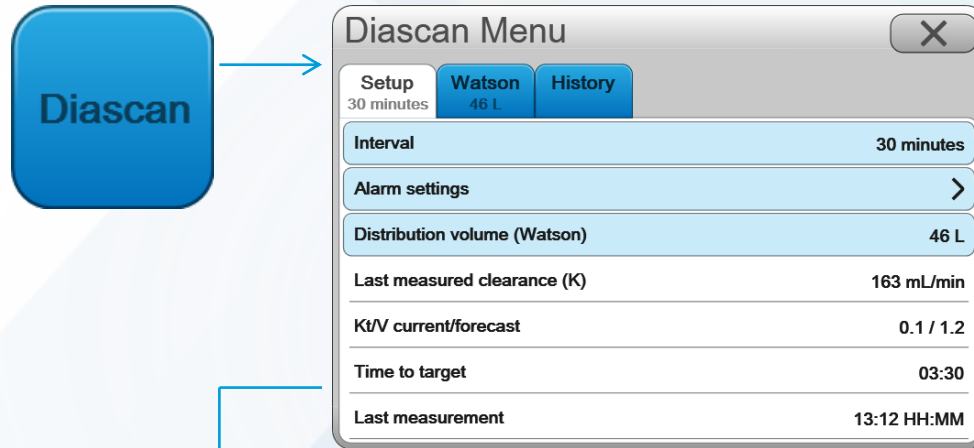 Diascan
Diascan Menu
Setup
30 minutes
Watson
46 L
History
Interval 30 minutes
Alarm settings
Distribution volume (Watson) 46 L
Last measured clearance (K) 163 mL/min
Kt/V current/forecast 0.1 / 1.2
Time to target 03:30
Last measurement 13:12 HH:MM